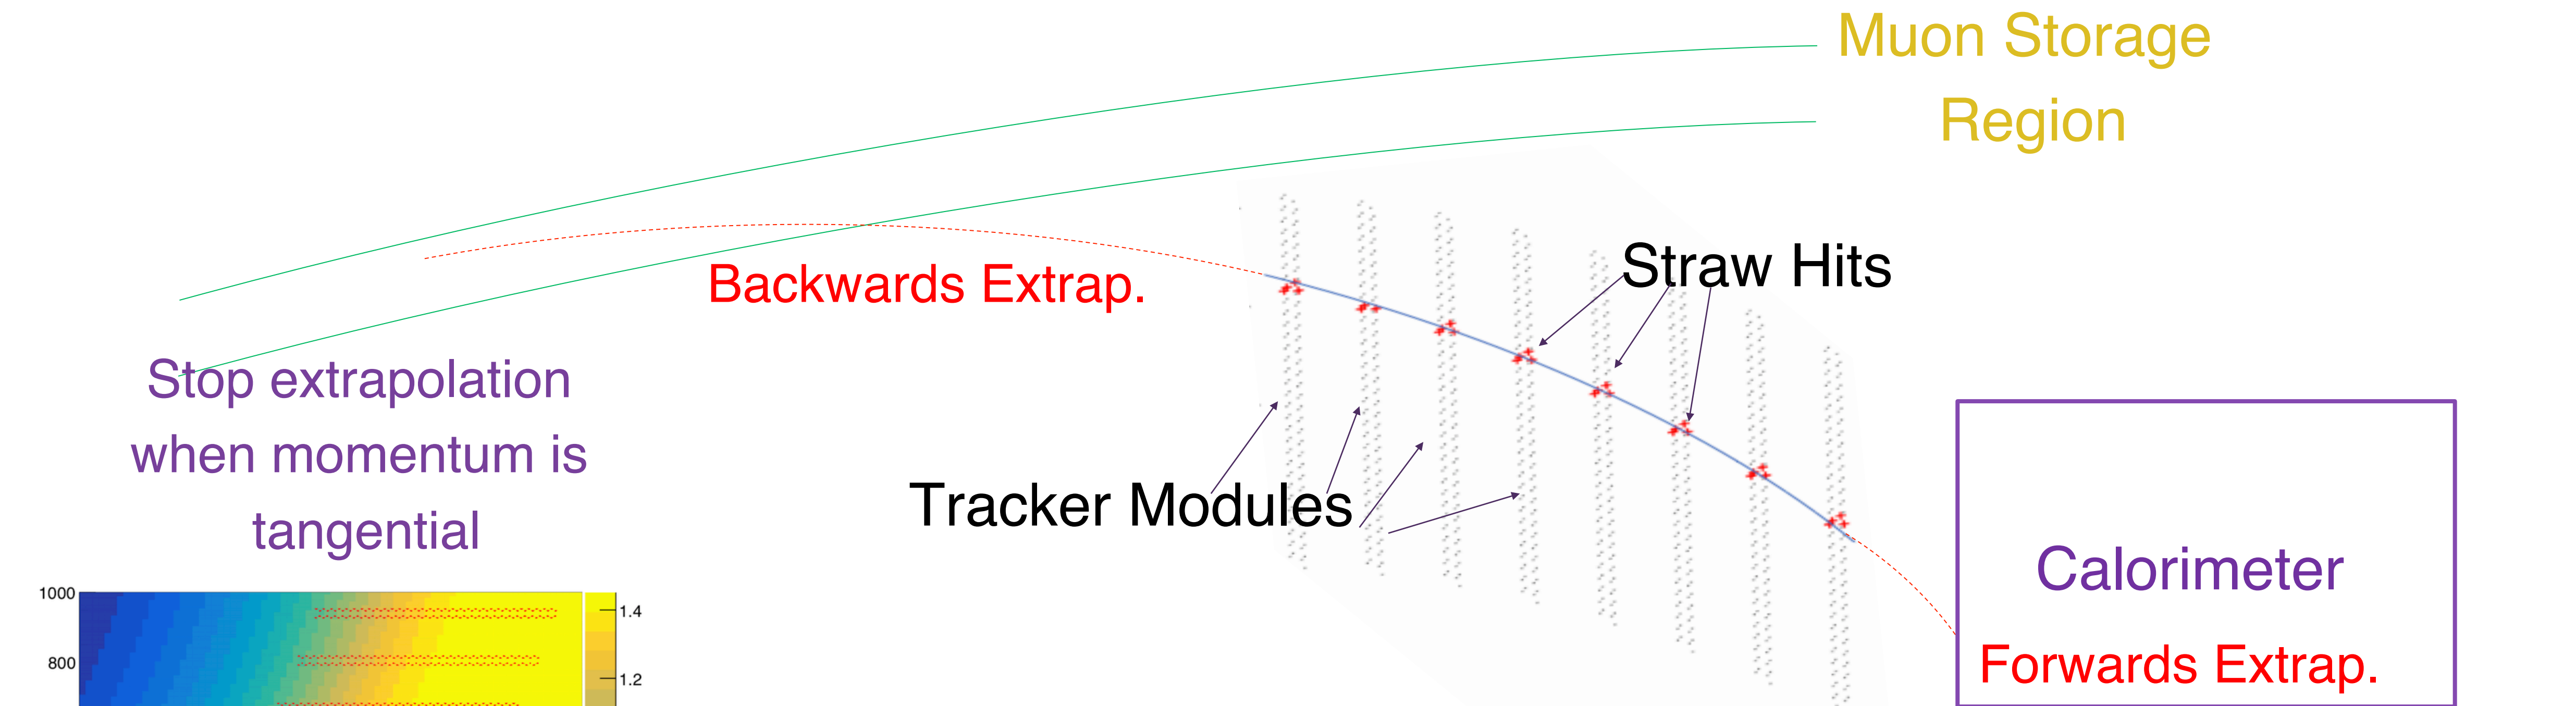 Muon Storage
Region
Straw Hits
Backwards Extrap.
Stop extrapolation
when momentum is
tangential
Tracker Modules
Calorimeter
Forwards Extrap.
1000
800
1.4
1.2